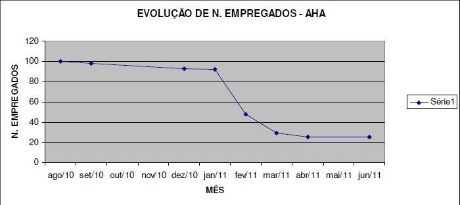 EVOLUÇÃO DE N. EMPREGADOS - AHA
N. EMPREGADOS
120
100
80
60
40
20
0
ago/10 set/10 out/10 nov/10 dez/10 jan/11 fev/11 mar/11 abr/11 mai/11 jun/11
MÊS
Série1